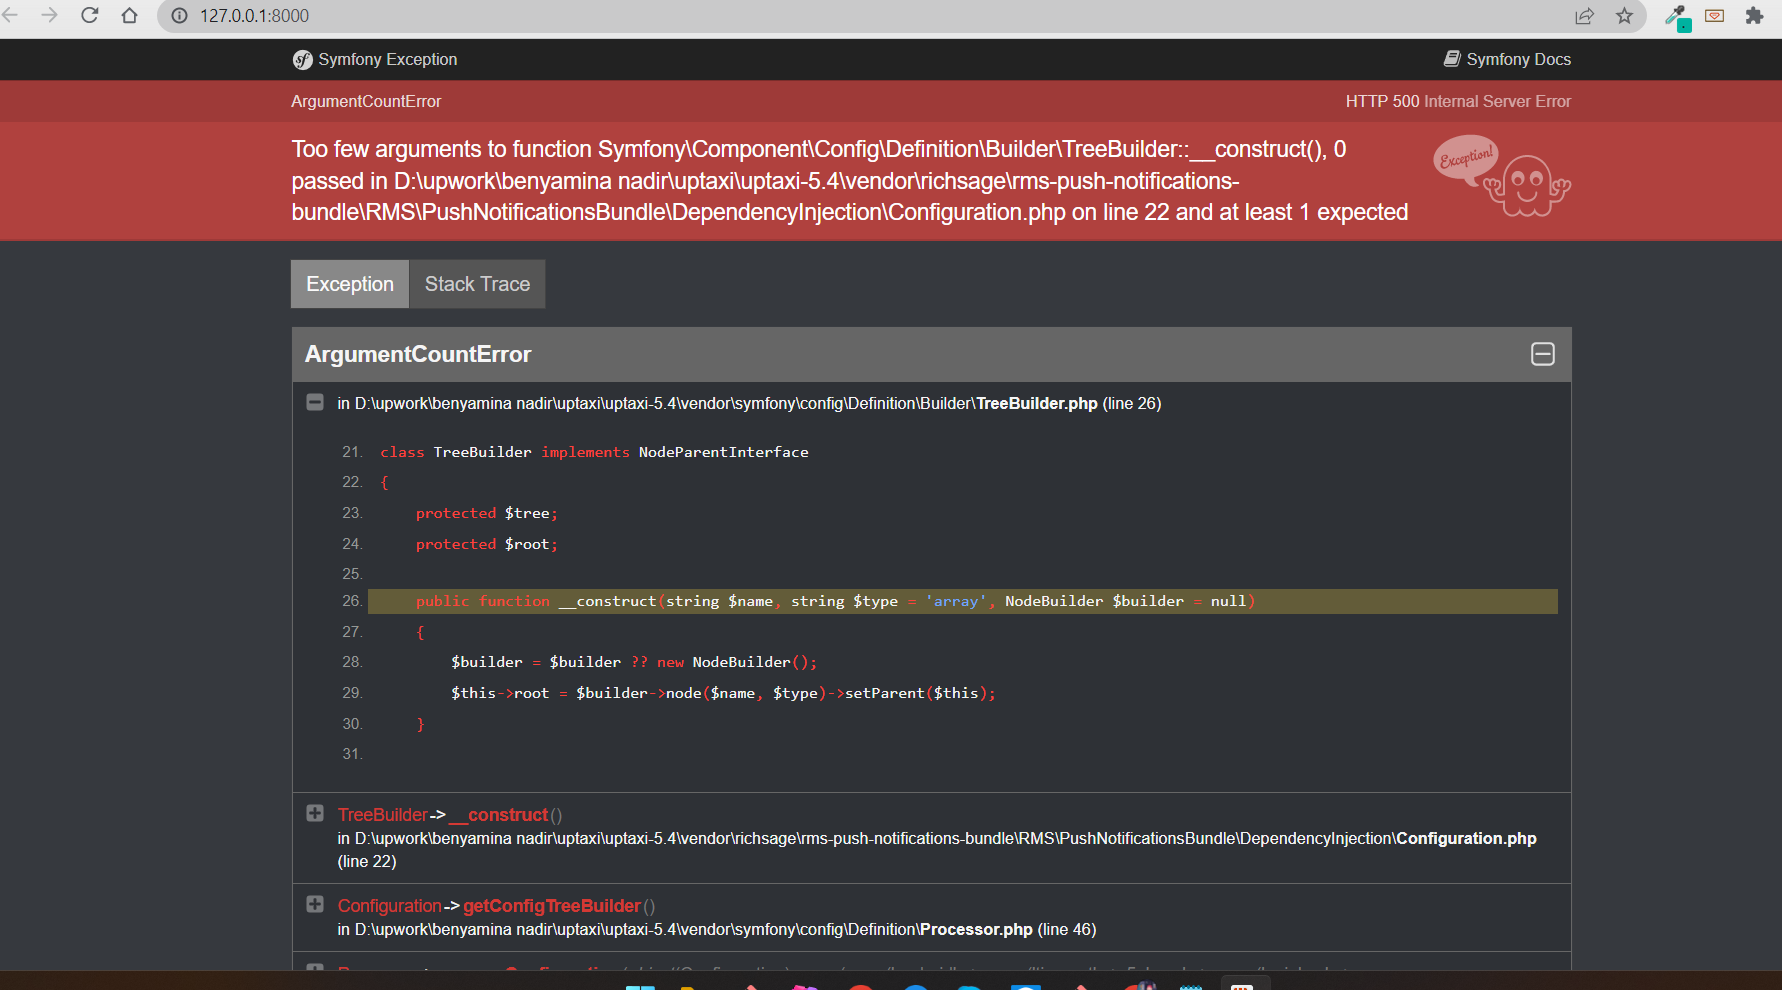 127.0.0.1:8000
Symfony Exception
Symfony Docs
ArgumentCountError
HTTP 500 Internal Server Error
Too few arguments to function Symfony\Component\Config\Definition\Builder\TreeBuilder::__construct(), 0
passed in D:\upwork\benyamina nadir\uptaxi\uptaxi-5.4\vendor\richsage\rms-push-notifications-
bundle\RMS\PushNotificationsBundle\DependencyInjection\Configuration.php on line 22 and at least 1 expected
Exception!
Exception
Stack Trace
ArgumentCountError
in D:\upwork\benyamina nadir\uptaxi\uptaxi-5.4\vendor\symfony\config\Definition\Builder\TreeBuilder.php (line 26)
21. class TreeBuilder implements NodeParentInterface
22. {
23. protected $tree;
24. protected $root;
25.
26. public function __construct(string $name, string $type = 'array', NodeBuilder $builder = null)
27. {
28. $builder = $builder ?? new NodeBuilder();
29. $this->root = $builder->node($name, $type)->setParent($this);
30. }
31.
TreeBuilder->__construct()
in D:\upwork\benyamina nadir\uptaxi\uptaxi-5.4\vendor\richsage\rms-push-notifications-bundle\RMS\PushNotificationsBundle\DependencyInjection\Configuration.php
(line 22)
Configuration->getConfigTreeBuilder()
in D:\upwork\benyamina nadir\uptaxi\uptaxi-5.4\vendor\symfony\config\Definition\Processor.php (line 46)